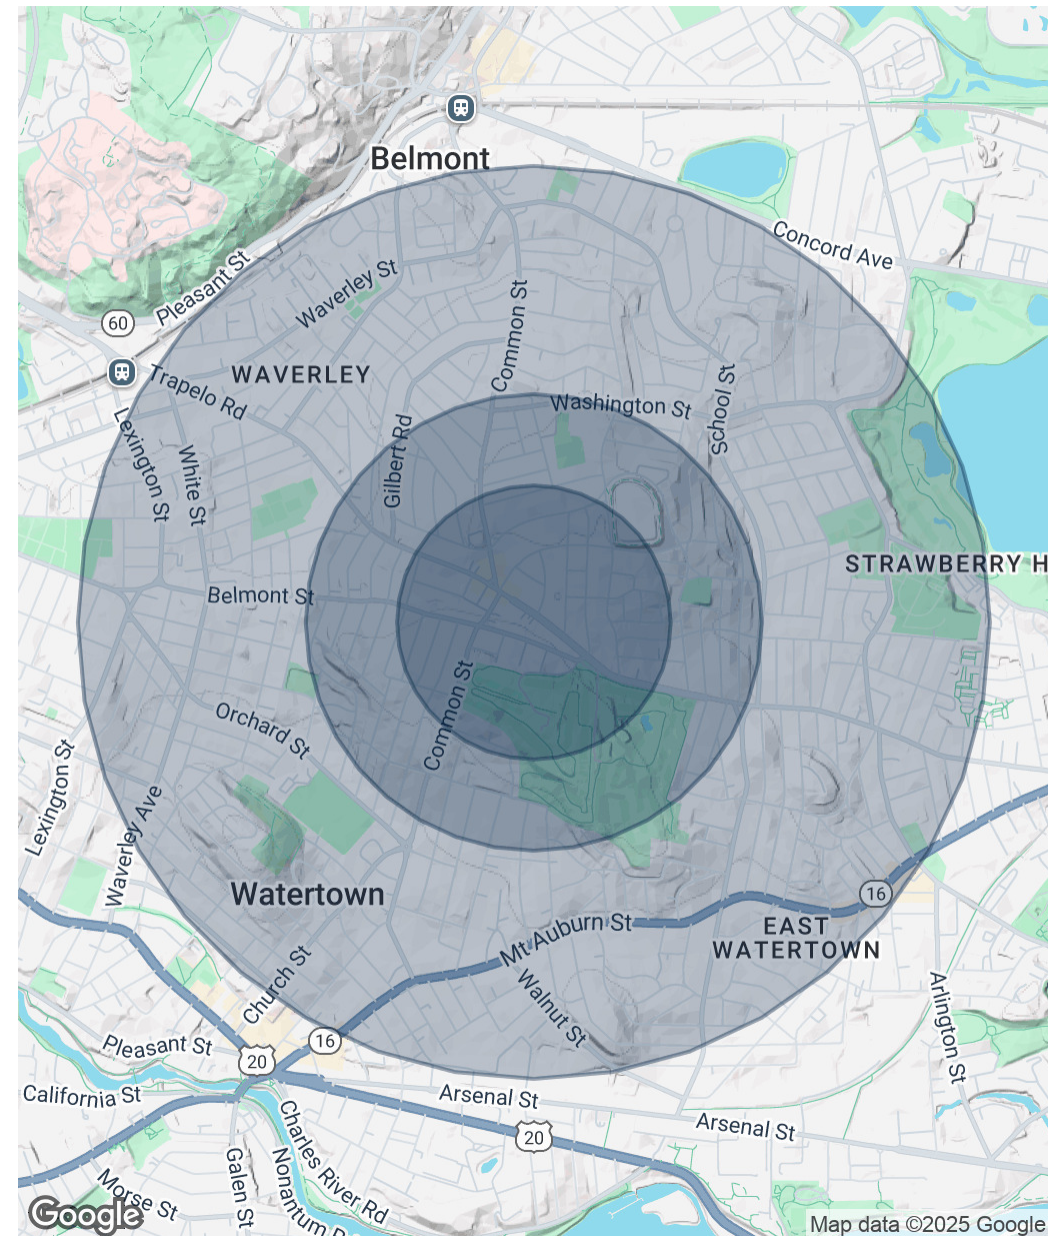 Belmont
Concord Ave
Pleasant St
Waverley St
60
Common St
WAVERLEY
Trapelo Rd
Washington St
School St
Gilbert Rd
Lexington St
White St
STRAWBERRY H
Belmont St
Common St
Orchard St
Lexington St
Waverley Ave
Watertown
16
Mt Auburn St
EAST
WATERTOWN
Church St
Walnut St
Arlington St
Pleasant St
16
20
California St
Arsenal St
Arsenal St
20
Charles River Rd
Galen St
Nonantum
Morse St
Google
Map data ©2025 Google